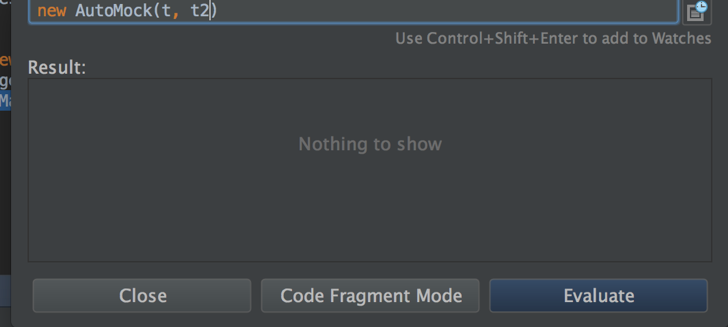 new AutoMock(t, t2)
Use Control+Shift+Enter to add to Watches
Result:
Nothing to show
Close
Code Fragment Mode
Evaluate